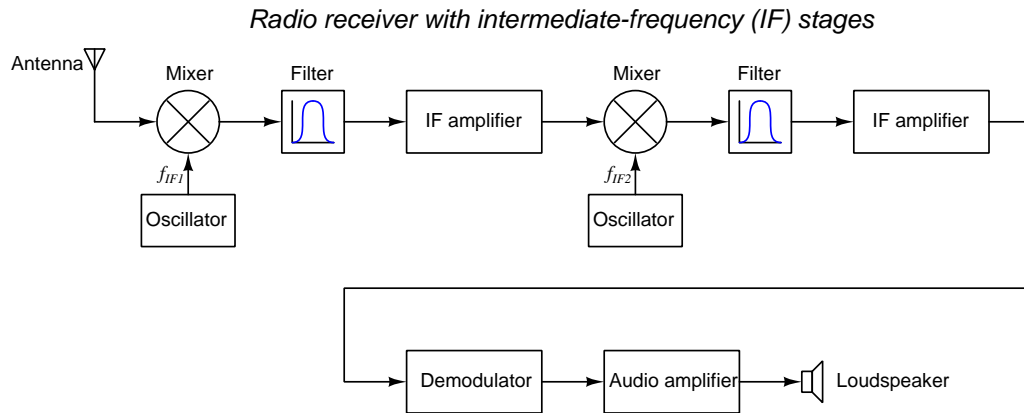 Radio receiver with intermediate-frequency (IF) stages
Antenna
Mixer
Filter
Mixer
Filter
IF amplifier
IF amplifier
fIF1
fIF2
Oscillator
Oscillator
Demodulator
Audio amplifier
Loudspeaker